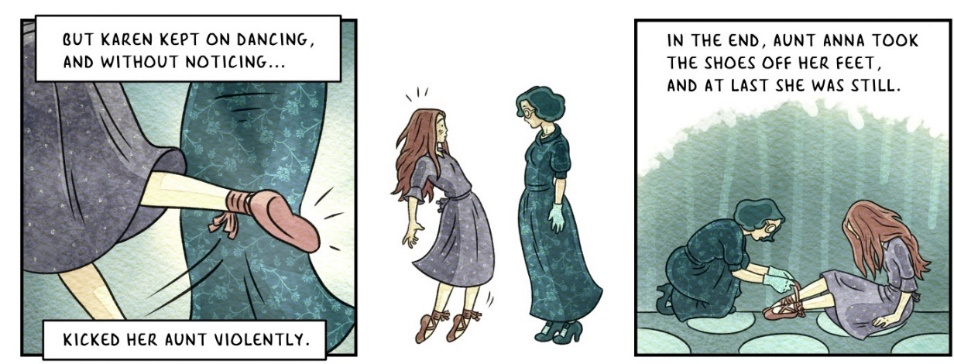 BUT KAREN KEPT ON DANCING,
AND WITHOUT NOTICING...
KICKED HER AUNT VIOLENTLY.
IN THE END, AUNT ANNA TOOK
THE SHOES OFF HER FEET,
AND AT LAST SHE WAS STILL.